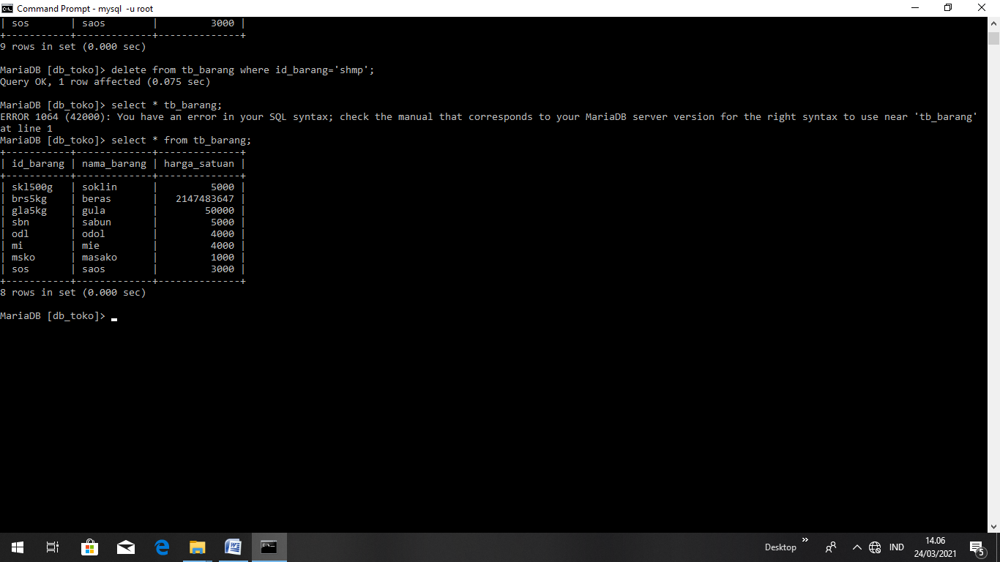 Command Prompt - mysql  -u root
| sos       | saos        |         3000 |
+-----------+-------------+--------------+
9 rows in set (0.000 sec)
MariaDB [db_toko]> delete from tb_barang where id_barang='shmp';
Query OK, 1 row affected (0.075 sec)
MariaDB [db_toko]> select * tb_barang;
ERROR 1064 (42000): You have an error in your SQL syntax; check the manual that corresponds to your MariaDB server version for the right syntax to use near 'tb_barang'
at line 1
MariaDB [db_toko]> select * from tb_barang;
+-----------+-------------+--------------+
| id_barang | nama_barang | harga_satuan |
+-----------+-------------+--------------+
| skl500g   | soklin      |         5000 |
| brs5kg    | beras       |   2147483647 |
| gla5kg    | gula        |        50000 |
| sbn       | sabun       |         5000 |
| odl       | odol        |         4000 |
| mi        | mie         |         4000 |
| msko      | masako      |         1000 |
| sos       | saos        |         3000 |
+-----------+-------------+--------------+
8 rows in set (0.000 sec)
MariaDB [db_toko]>
Desktop
IND
14.06
24/03/2021
5